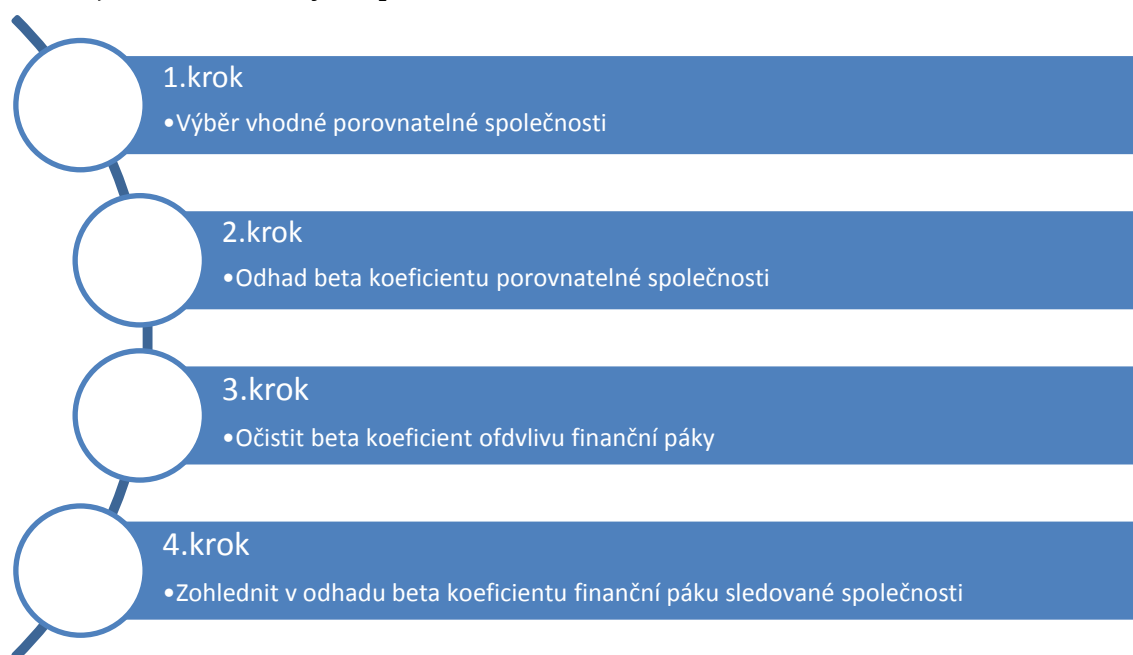 1.krok
•Výběr vhodné porovnatelné společnosti
2.krok
•Odhad beta koeficientu porovnatelné společnosti
3.krok
•Očistit beta koeficient ofdvlivu finanční páky
4.krok
•Zohlednit v odhadu beta koeficientu finanční páku sledované společnosti